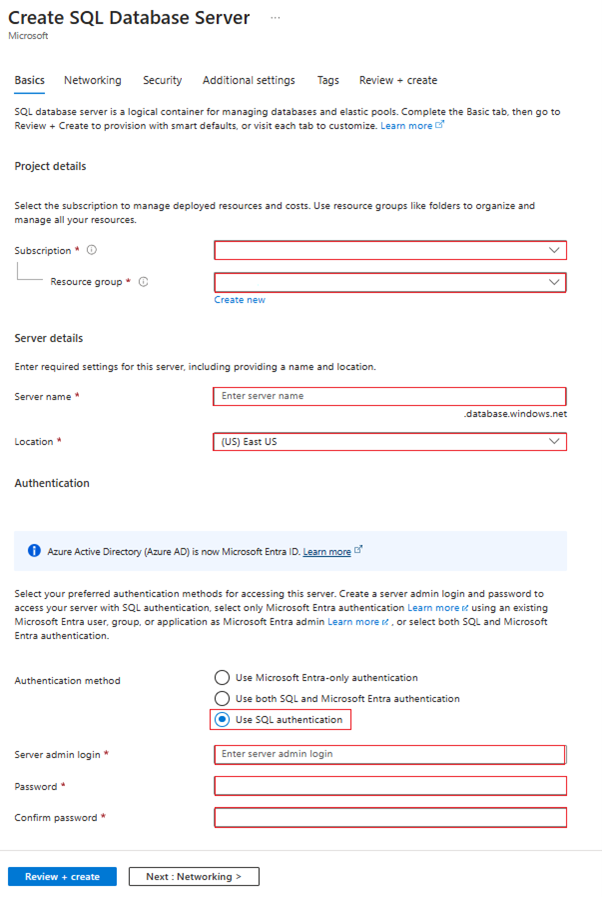 Create SQL Database Server ...
Microsoft
Basics Networking Security Additional settings Tags Review + create
SQL database server is a logical container for managing databases and elastic pools. Complete the Basic tab, then go to
Review + Create to provision with smart defaults, or visit each tab to customize. Learn more
Project details
Select the subscription to manage deployed resources and costs. Use resource groups like folders to organize and
manage all your resources.
Subscription *
Resource group *
Create new
Server details
Enter required settings for this server, including providing a name and location.
Server name * Enter server name
.database.windows.net
Location * (US) East US
Authentication
Azure Active Directory (Azure AD) is now Microsoft Entra ID. Learn more
Select your preferred authentication methods for accessing this server. Create a server admin login and password to
access your server with SQL authentication, select only Microsoft Entra authentication Learn more using an existing
Microsoft Entra user, group, or application as Microsoft Entra admin Learn more , or select both SQL and Microsoft
Entra authentication.
Authentication method Use Microsoft Entra-only authentication
Use both SQL and Microsoft Entra authentication
Use SQL authentication
Server admin login * Enter server admin login
Password *
Confirm password *
Review + create Next : Networking >